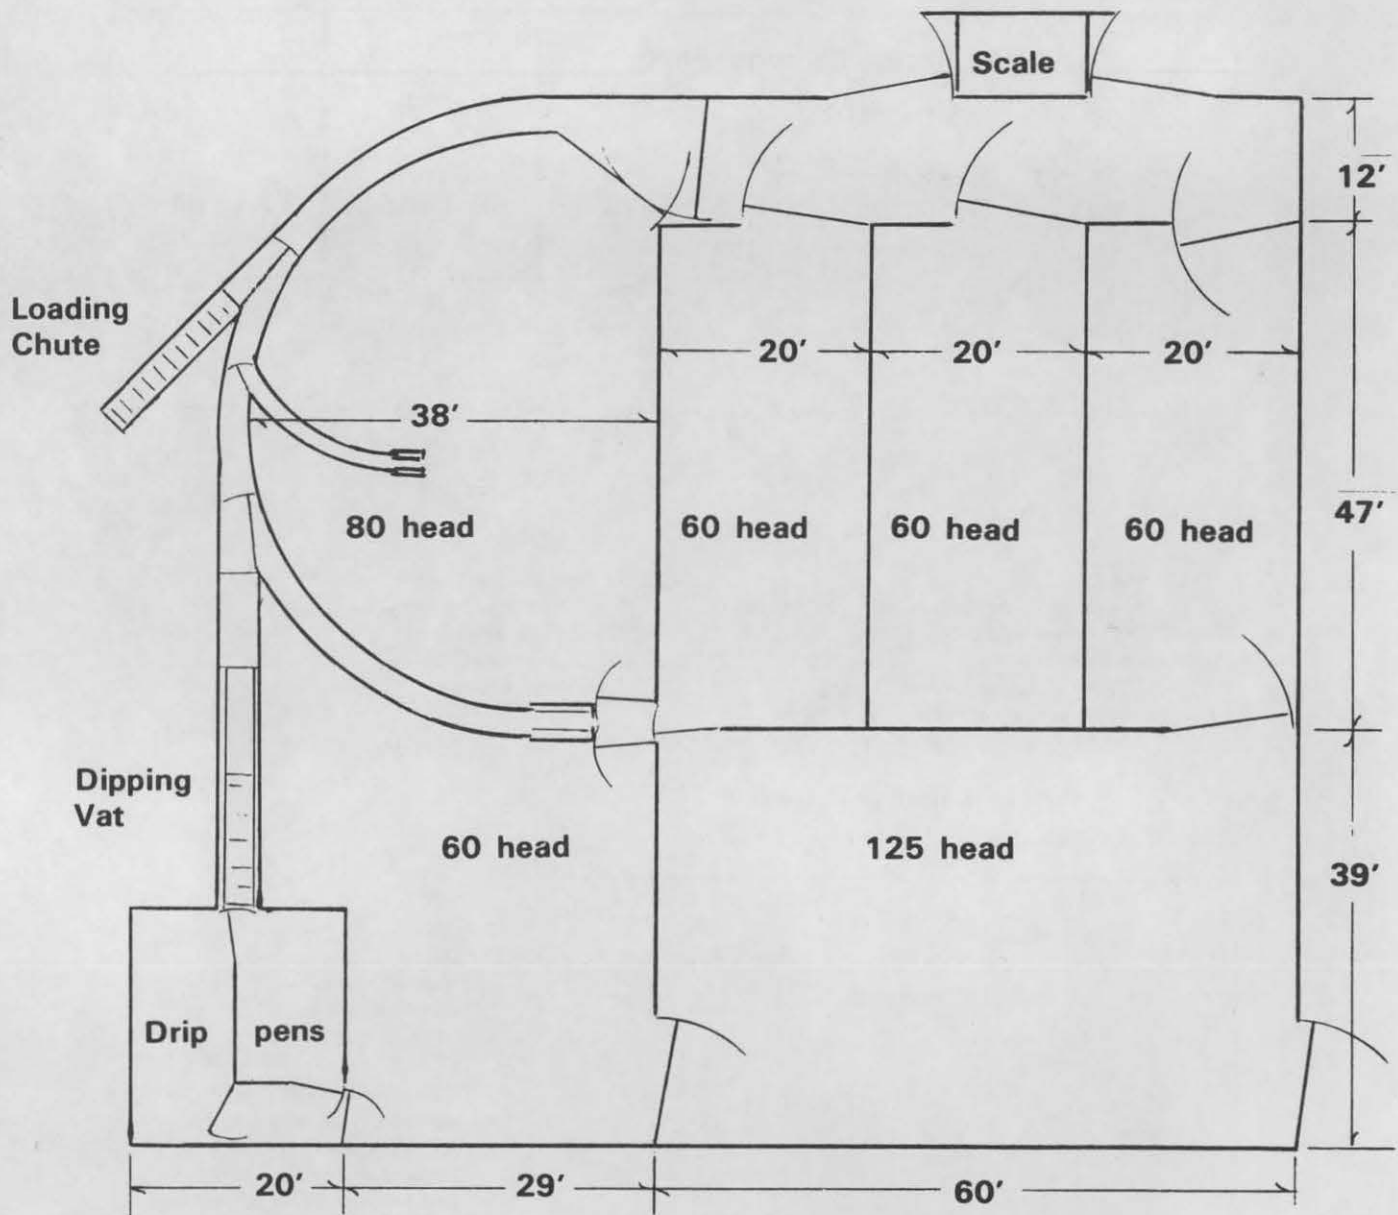 Scale
12'
Loading
Chute
20'
20'
20'
38'
80 head
60 head
60 head
60 head
47'
Dipping
Vat
60 head
125 head
39'
Drip pens
20'
29'
60'